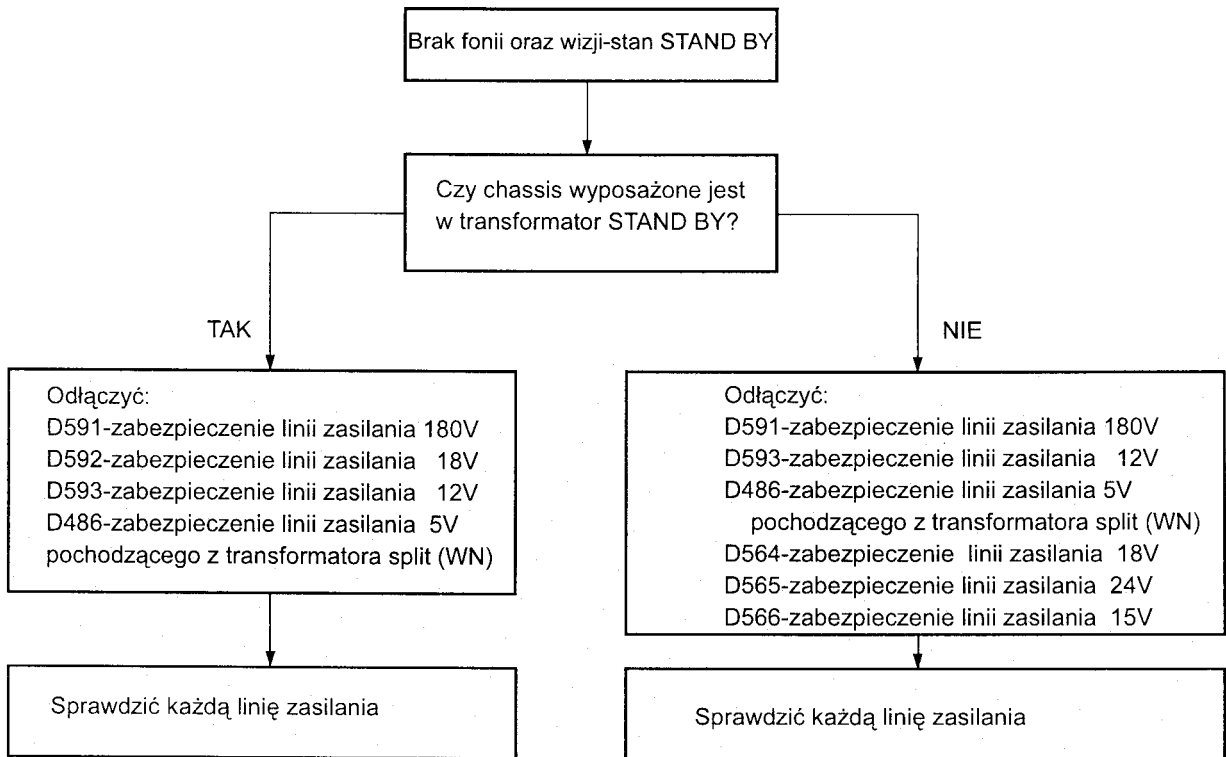 Brak fonii oraz wizji-stan STAND BY
Czy chassis wyposażone jest
w transformator STAND BY?
TAK
NIE
Odłączyć:
D591-zabezpieczenie linii zasilania 180V
D592-zabezpieczenie linii zasilania 18V
D593-zabezpieczenie linii zasilania 12V
D486-zabezpieczenie linii zasilania 5V
pochodzącego z transformatora split (WN)
Odłączyć:
D591-zabezpieczenie linii zasilania 180V
D593-zabezpieczenie linii zasilania 12V
D486-zabezpieczenie linii zasilania 5V
pochodzącego z transformatora split (WN)
D564-zabezpieczenie linii zasilania 18V
D565-zabezpieczenie linii zasilania 24V
D566-zabezpieczenie linii zasilania 15V
Sprawdzić każdą linię zasilania
Sprawdzić każdą linię zasilania